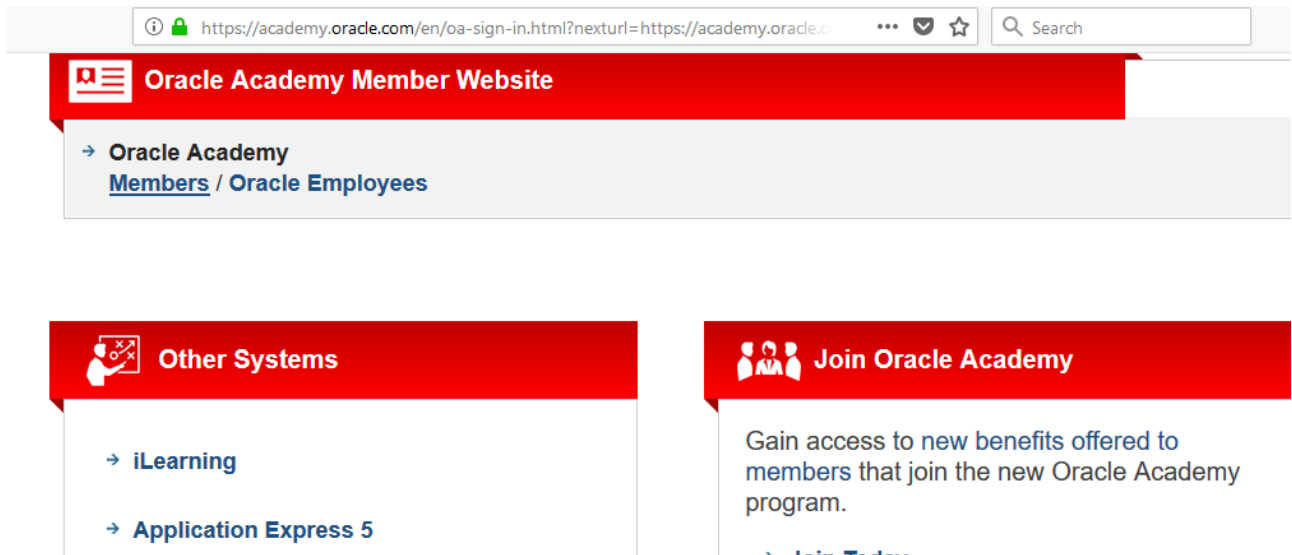 https://academy.oracle.com/en/oa-sign-in.html?nexturl=https://academy.oracle.c
Search
Oracle Academy Member Website
Oracle Academy
Members / Oracle Employees
Other Systems
iLearning
Application Express 5
Join Oracle Academy
Gain access to new benefits offered to
members that join the new Oracle Academy
program.
Join Today